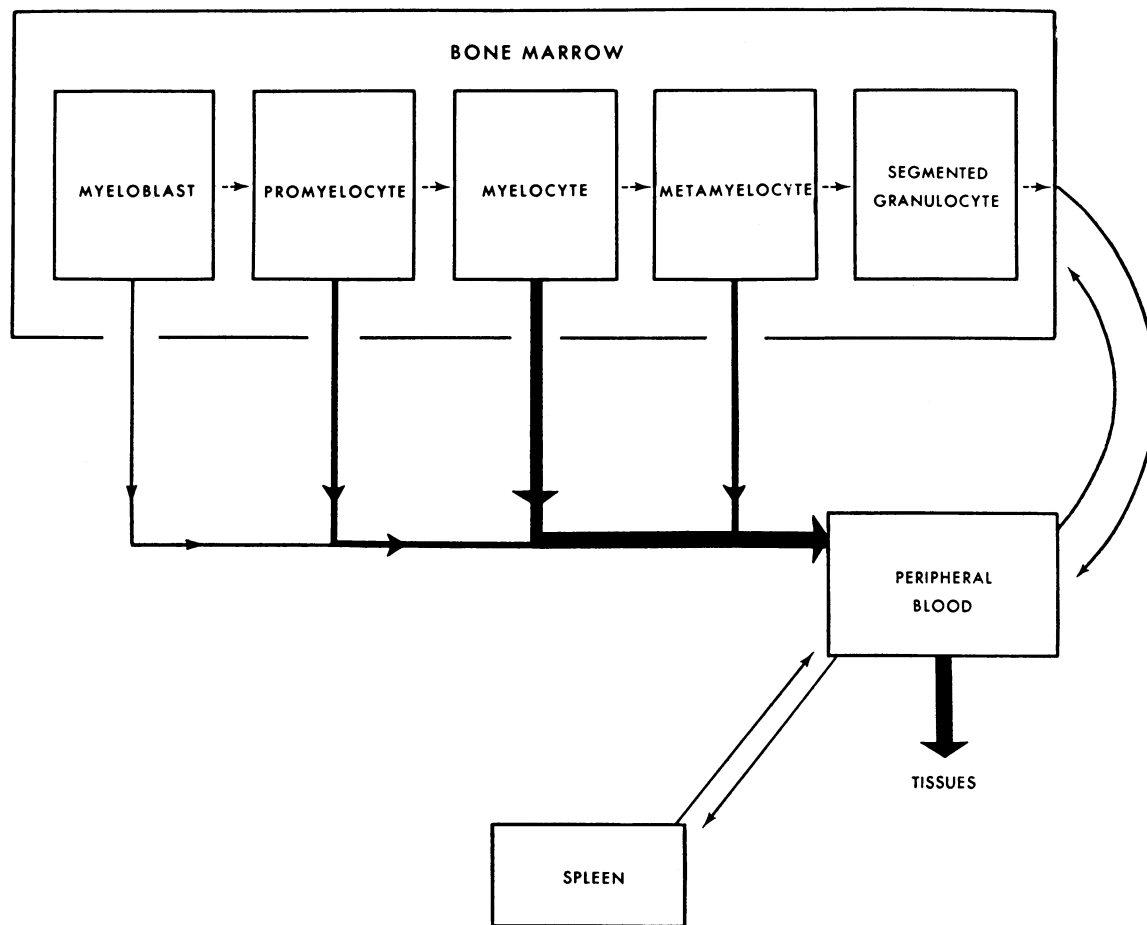 BONE MARROW
MYELOBLAST
PROMYELOCYTE
MYELOCYTE
METAMYELOCYTE
SEGMENTED
GRANULOCYTE
PERIPHERAL
BLOOD
TISSUES
SPLEEN